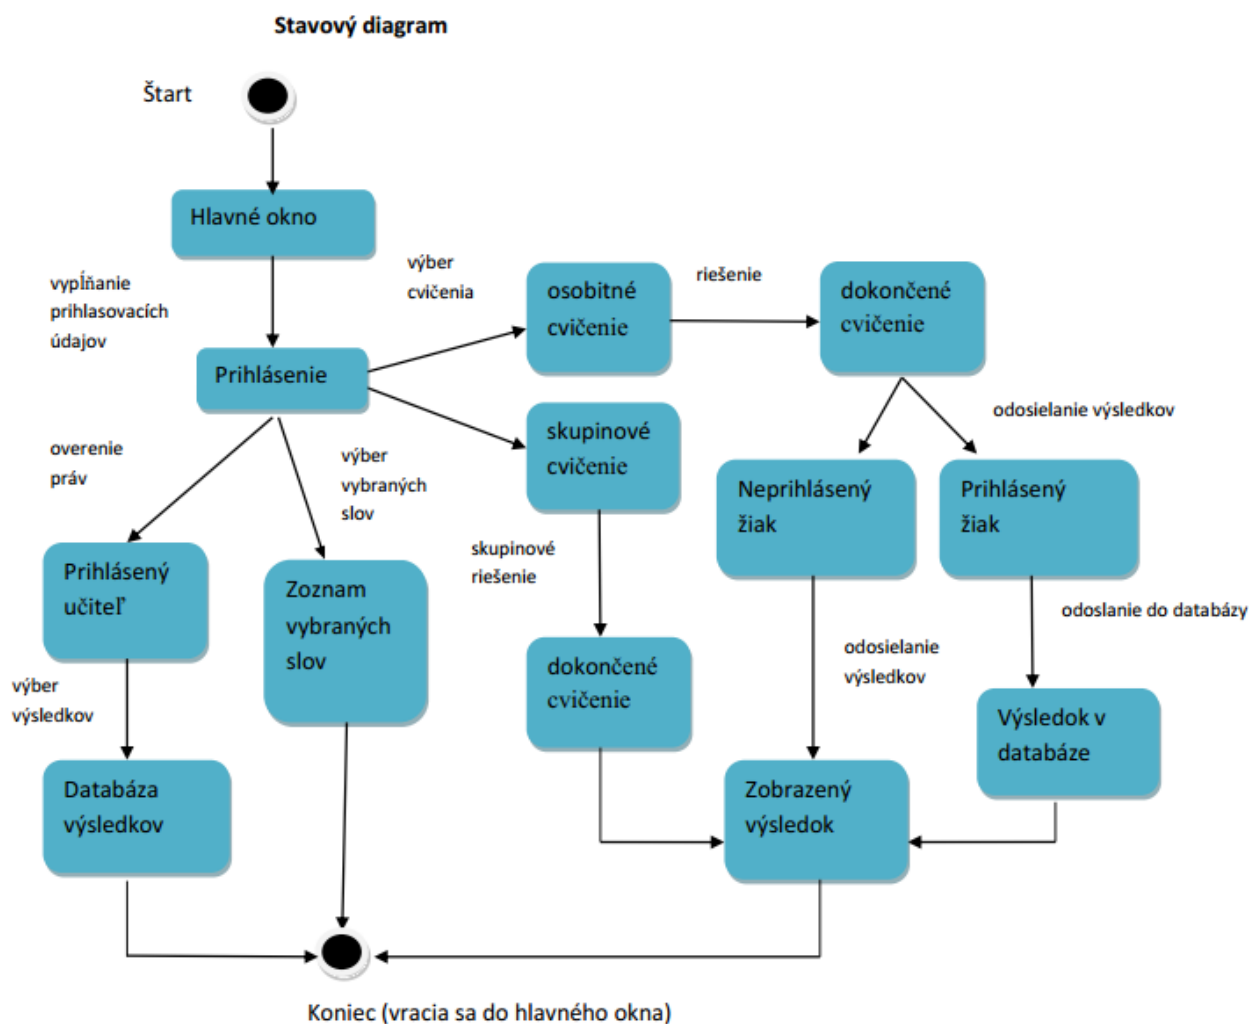 Stavový diagram
Štart
Hlavné okno
vypĺňanie
prihlasovacích
údajov
výber
cvičenia
osobitné
cvičenie
riešenie
dokončené
cvičenie
Prihlásenie
odosielanie výsledkov
skupinové
cvičenie
overenie
práv
výber
vybraných
slov
Neprihlásený
žiak
Prihlásený
žiak
skupinové
riešenie
Prihlásený
učiteľ
Zoznam
vybraných
slov
odoslanie do databázy
odosielanie
výsledkov
dokončené
cvičenie
výber
výsledkov
Výsledok v
databáze
Databáza
výsledkov
Zobrazený
výsledok
Koniec (vracia sa do hlavného okna)